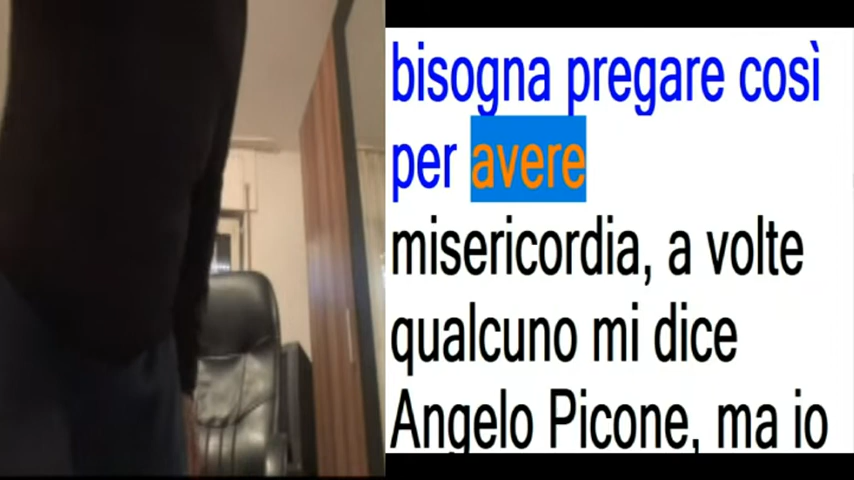 bisogna pregare così
per avere
misericordia, a volte
qualcuno mi dice
Angelo Picone, ma io